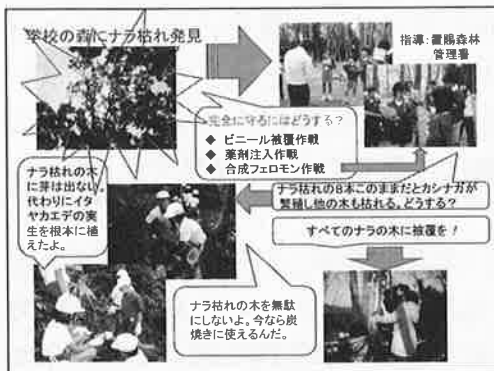 学校の森にナラ枯れ発見
指導:置賜森林
管理署
完全に守るにはどうする?
◆ ビニール被覆作戦
◆ 薬剤注入作戦
◆ 合成フェロモン作戦
ナラ枯れの木
に芽は出ない。
代わりにイタ
ヤカエデの実
生を根本に植
えたよ。
ナラ枯れの8本このままだとカシナガが
繁殖し他の木も枯れる。どうする?
すべてのナラの木に被覆を!
ナラ枯れの木を無駄
にしないよ。今なら炭
焼きに使えるんだ。